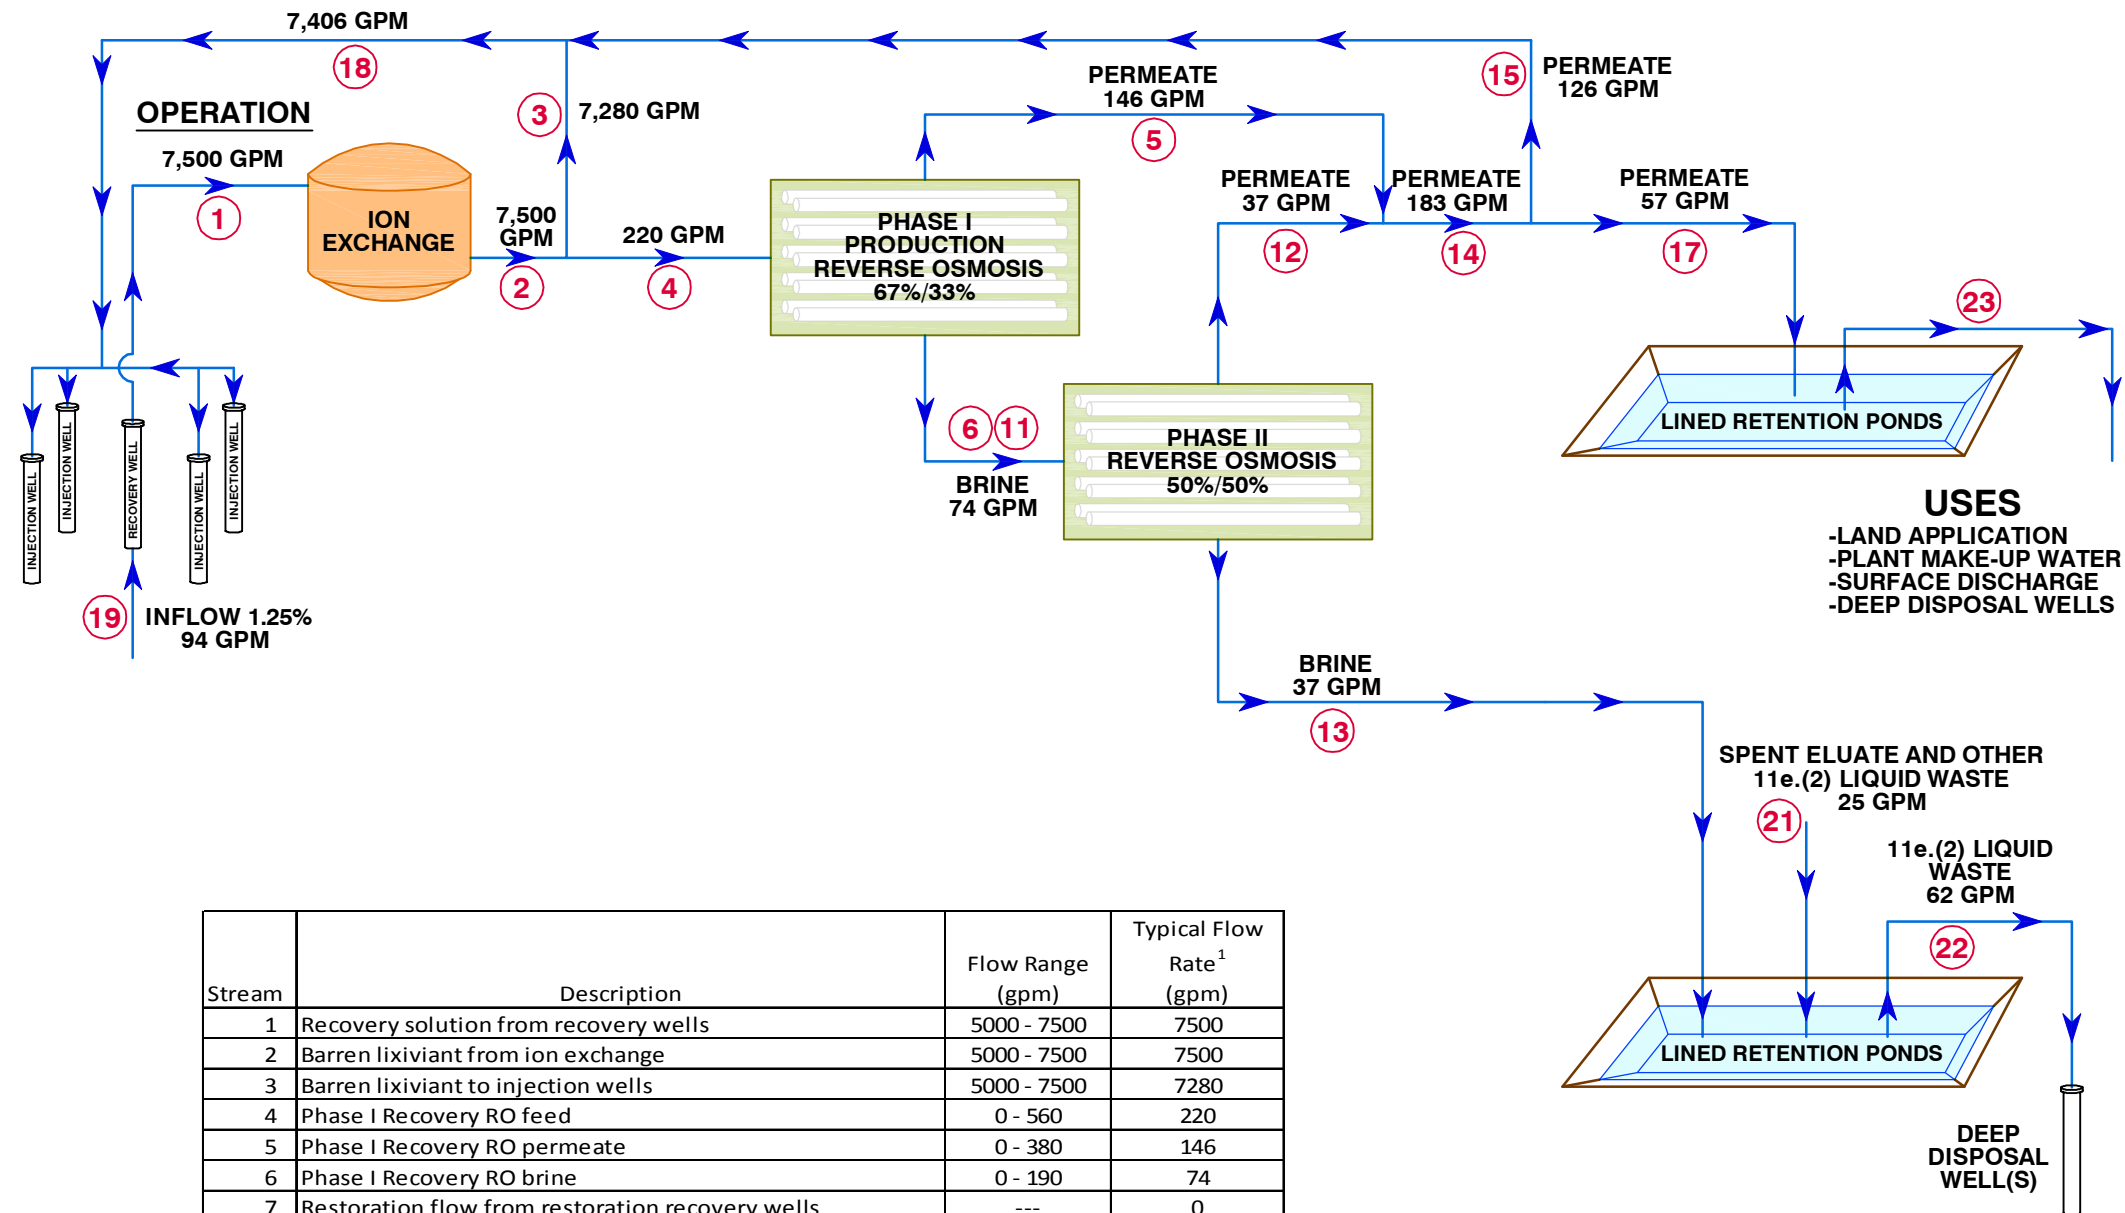 7,406 GPM
18
OPERATION
7,500 GPM
1
ION
EXCHANGE
7,500
GPM
2
3
7,280 GPM
220 GPM
4
PHASE I
PRODUCTION
REVERSE OSMOSIS
67%/33%
PERMEATE
146 GPM
5
15
PERMEATE
126 GPM
PERMEATE
37 GPM
12
PERMEATE
183 GPM
14
PERMEATE
57 GPM
17
23
LINED RETENTION PONDS
USES
-LAND APPLICATION
-PLANT MAKE-UP WATER
-SURFACE DISCHARGE
-DEEP DISPOSAL WELLS
6
11
BRINE
74 GPM
PHASE II
REVERSE OSMOSIS
50%/50%
INJECTION WELL
INJECTION WELL
RECOVERY WELL
INJECTION WELL
INJECTION WELL
19
INFLOW 1.25%
94 GPM
BRINE
37 GPM
13
SPENT ELUATE AND OTHER
11e.(2) LIQUID WASTE
25 GPM
21
11e.(2) LIQUID
WASTE
62 GPM
22
LINED RETENTION PONDS
DEEP
DISPOSAL
WELL(S)
Stream Description Flow Range (gpm) Typical Flow Rate1 (gpm)
1 Recovery solution from recovery wells 5000 - 7500 7500
2 Barren lixiviant from ion exchange 5000 - 7500 7500
3 Barren lixiviant to injection wells 5000 - 7500 7280
4 Phase I Recovery RO feed 0 - 560 220
5 Phase I Recovery RO permeate 0 - 380 146
6 Phase I Recovery RO brine 0 - 190 74
7 Restoration flow from restoration recovery wells --- 0